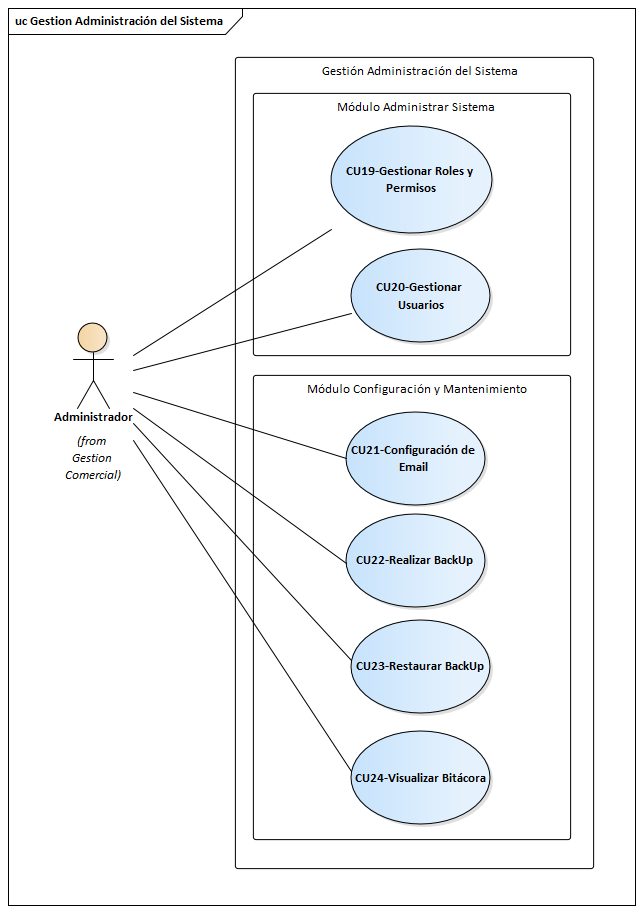 uc Gestion Administración del Sistema
Gestión Administración del Sistema
Módulo Administrar Sistema
CU19-Gestionar Roles y
Permisos
CU20-Gestionar
Usuarios
Administrador
(from
Gestion
Comercial)
Módulo Configuración y Mantenimiento
CU21-Configuración de
Email
CU22-Realizar BackUp
CU23-Restaurar BackUp
CU24-Visualizar Bitácora